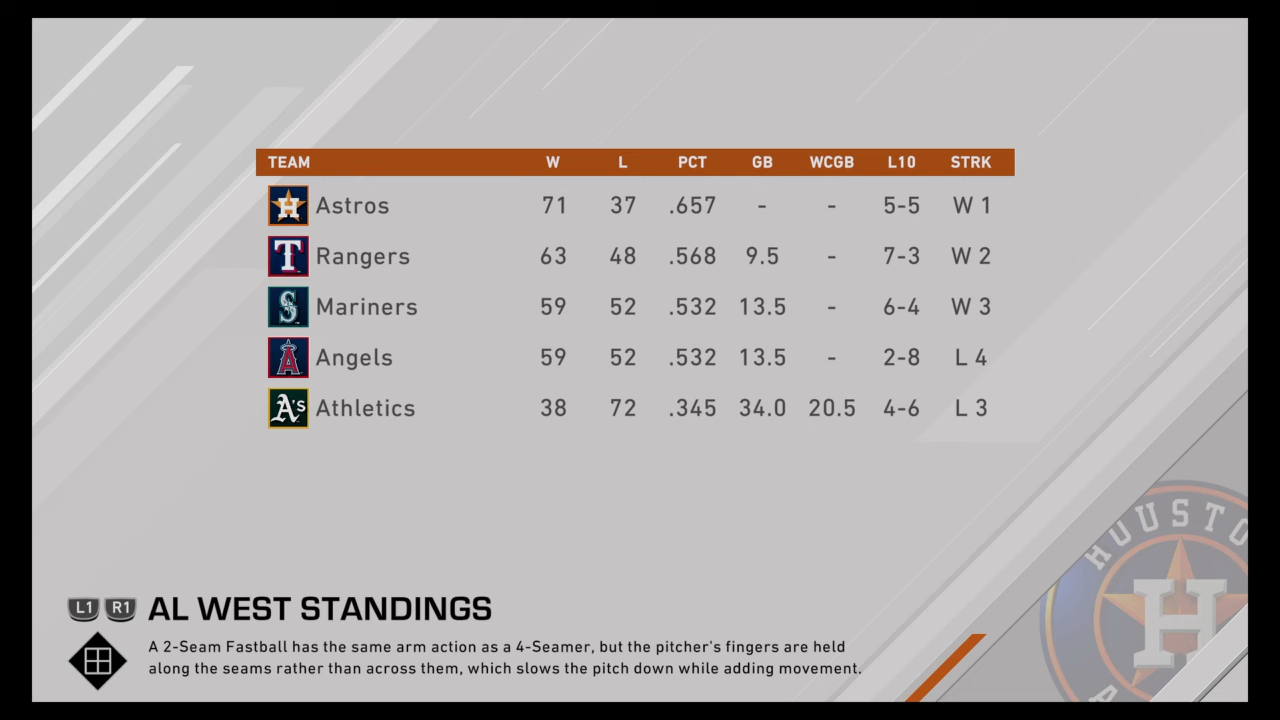 TEAM W L PCT GB WCGB L10 STRK
H Astros 71 37 .657 - - 5-5 W 1
T Rangers 63 48 .568 9.5 - 7-3 W 2
S Mariners 59 52 .532 13.5 - 6-4 W 3
A Angels 59 52 .532 13.5 - 2-8 L 4
A's Athletics 38 72 .345 34.0 20.5 4-6 L 3
HOUSTO
H
A
L1 R1 AL WEST STANDINGS
A 2-Seam Fastball has the same arm action as a 4-Seamer, but the pitcher's fingers are held
along the seams rather than across them, which slows the pitch down while adding movement.